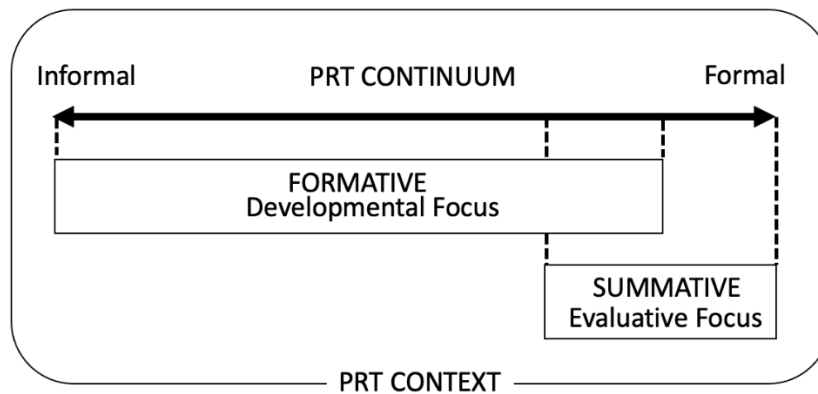 Informal PRT CONTINUUM Formal
FORMATIVE
Developmental Focus
SUMMATIVE
Evaluative Focus
PRT CONTEXT